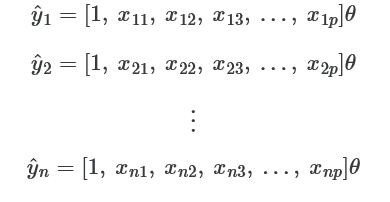 ŷ₁ = [1, x₁₁, x₁₂, x₁₃, …, x₁ₚ]θ
ŷ₂ = [1, x₂₁, x₂₂, x₂₃, …, x₂ₚ]θ
⋮
ŷₙ = [1, xₙ₁, xₙ₂, xₙ₃, …, xₙₚ]θ